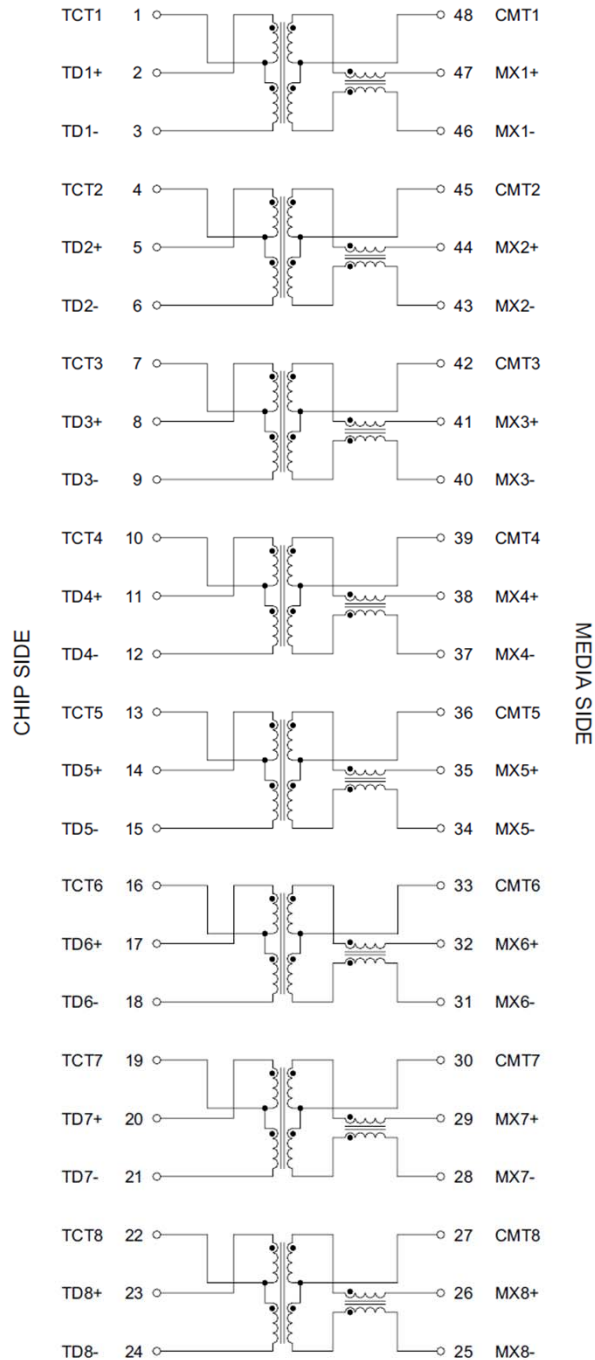 TCT1 1 48 CMT1
TD1+ 2 47 MX1+
TD1- 3 46 MX1-
TCT2 4 45 CMT2
TD2+ 5 44 MX2+
TD2- 6 43 MX2-
TCT3 7 42 CMT3
TD3+ 8 41 MX3+
TD3- 9 40 MX3-
TCT4 10 39 CMT4
TD4+ 11 38 MX4+
TD4- 12 37 MX4-
CHIP SIDE
MEDIA SIDE
TCT5 13 36 CMT5
TD5+ 14 35 MX5+
TD5- 15 34 MX5-
TCT6 16 33 CMT6
TD6+ 17 32 MX6+
TD6- 18 31 MX6-
TCT7 19 30 CMT7
TD7+ 20 29 MX7+
TD7- 21 28 MX7-
TCT8 22 27 CMT8
TD8+ 23 26 MX8+
TD8- 24 25 MX8-